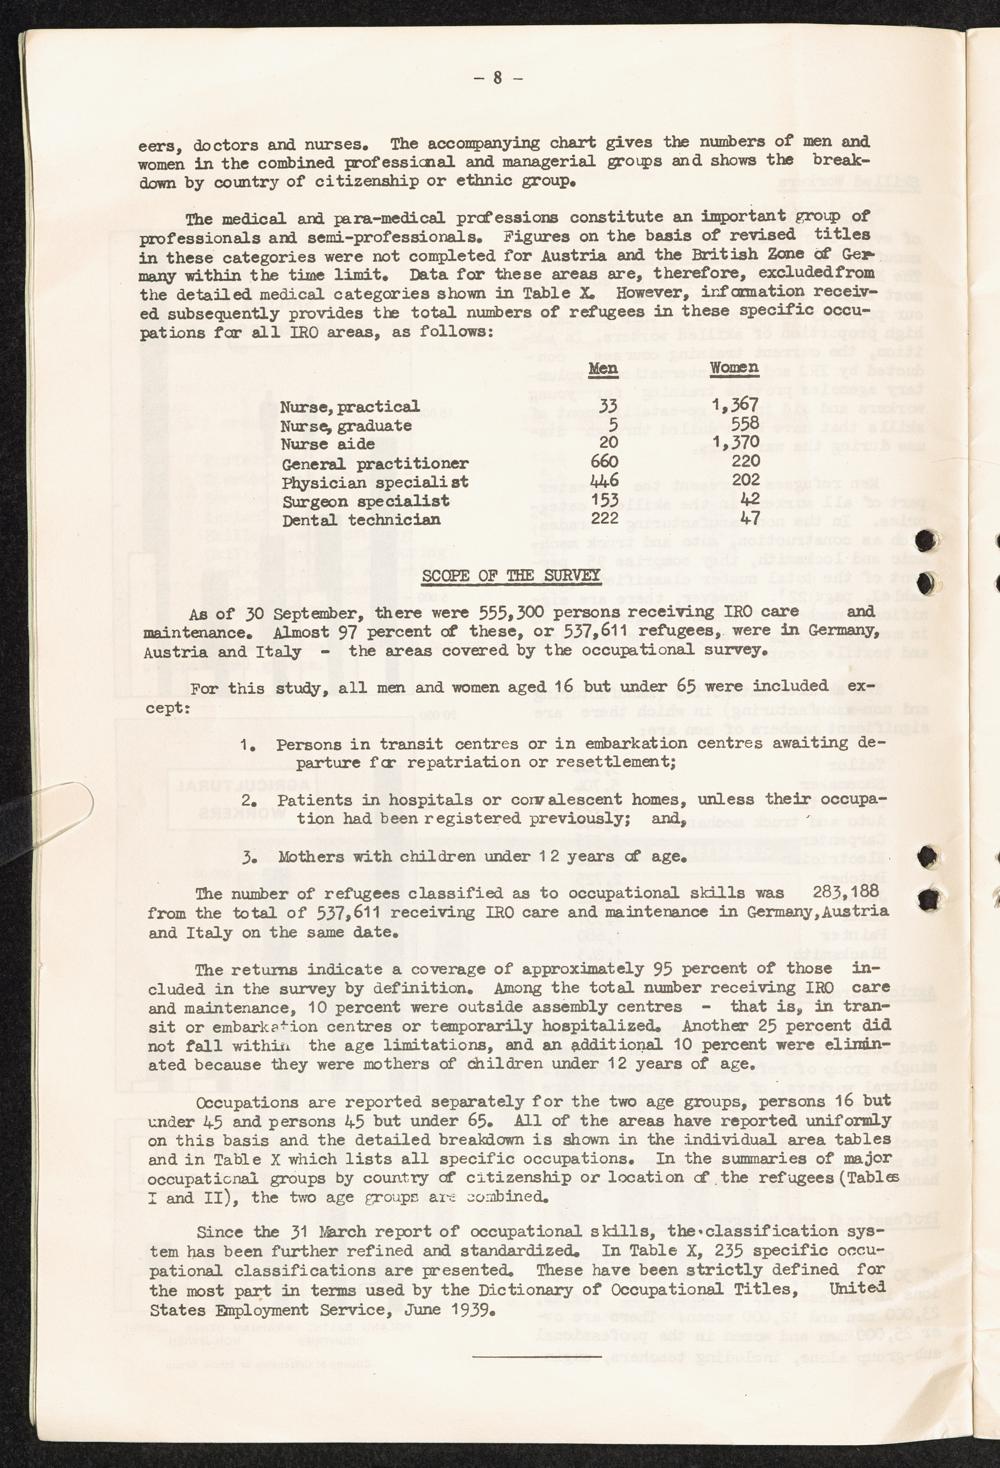 - 8 -
eers, doctors and nurses. The accompanying chart gives the numbers of men and
women in the combined professional and managerial groups and shows the break-
down by country of citizenship or ethnic group.
The medical and para-medical professions constitute an important group of
professionals and semi-professionals. Figures on the basis of revised titles
in these categories were not completed for Austria and the British Zone of Ger-
many within the time limit. Data for these areas are, therefore, excludedfrom
the detailed medical categories shown in Table X. However, information receiv-
ed subsequently provides the total numbers of refugees in these specific occu-
pations for all IRO areas, as follows:
Men Women
Nurse, practical 33 1,367
Nurse, graduate 5 558
Nurse aide 20 1,370
General practitioner 660 220
Physician specialist 446 202
Surgeon specialist 153 42
Dental technician 222 47
SCOPE OF THE SURVEY
As of 30 September, there were 555,300 persons receiving IRO care and
maintenance. Almost 97 percent of these, or 537,611 refugees, were in Germany,
Austria and Italy - the areas covered by the occupational survey.
For this study, all men and women aged 16 but under 65 were included ex-
cept:
1. Persons in transit centres or in embarkation centres awaiting de-
parture for repatriation or resettlement;
2. Patients in hospitals or convalescent homes, unless their occupa-
tion had been registered previously; and,
3. Mothers with children under 12 years of age.
The number of refugees classified as to occupational skills was 283,188
from the total of 537,611 receiving IRO care and maintenance in Germany,Austria
and Italy on the same date.
The returns indicate a coverage of approximately 95 percent of those in-
cluded in the survey by definition. Among the total number receiving IRO care
and maintenance, 10 percent were outside assembly centres - that is, in tran-
sit or embarkation centres or temporarily hospitalized. Another 25 percent did
not fall within the age limitations, and an additional 10 percent were elimin-
ated because they were mothers of children under 12 years of age.
Occupations are reported separately for the two age groups, persons 16 but
under 45 and persons 45 but under 65. All of the areas have reported uniformly
on this basis and the detailed breakdown is shown in the individual area tables
and in Table X which lists all specific occupations. In the summaries of major
occupational groups by country of citizenship or location of the refugees (Tables
I and II), the two age groups are combined.
Since the 31 March report of occupational skills, the classification sys-
tem has been further refined and standardized. In Table X, 235 specific occu-
pational classifications are presented. These have been strictly defined for
the most part in terms used by the Dictionary of Occupational Titles, United
States Employment Service, June 1939.